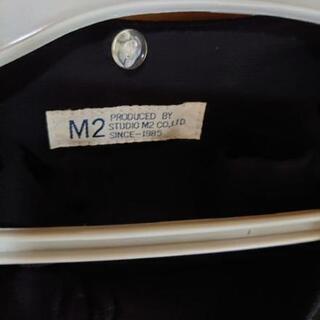 M2 PRODUCED BY
STUDIO M2 CO.,LTD.
SINCE-1985